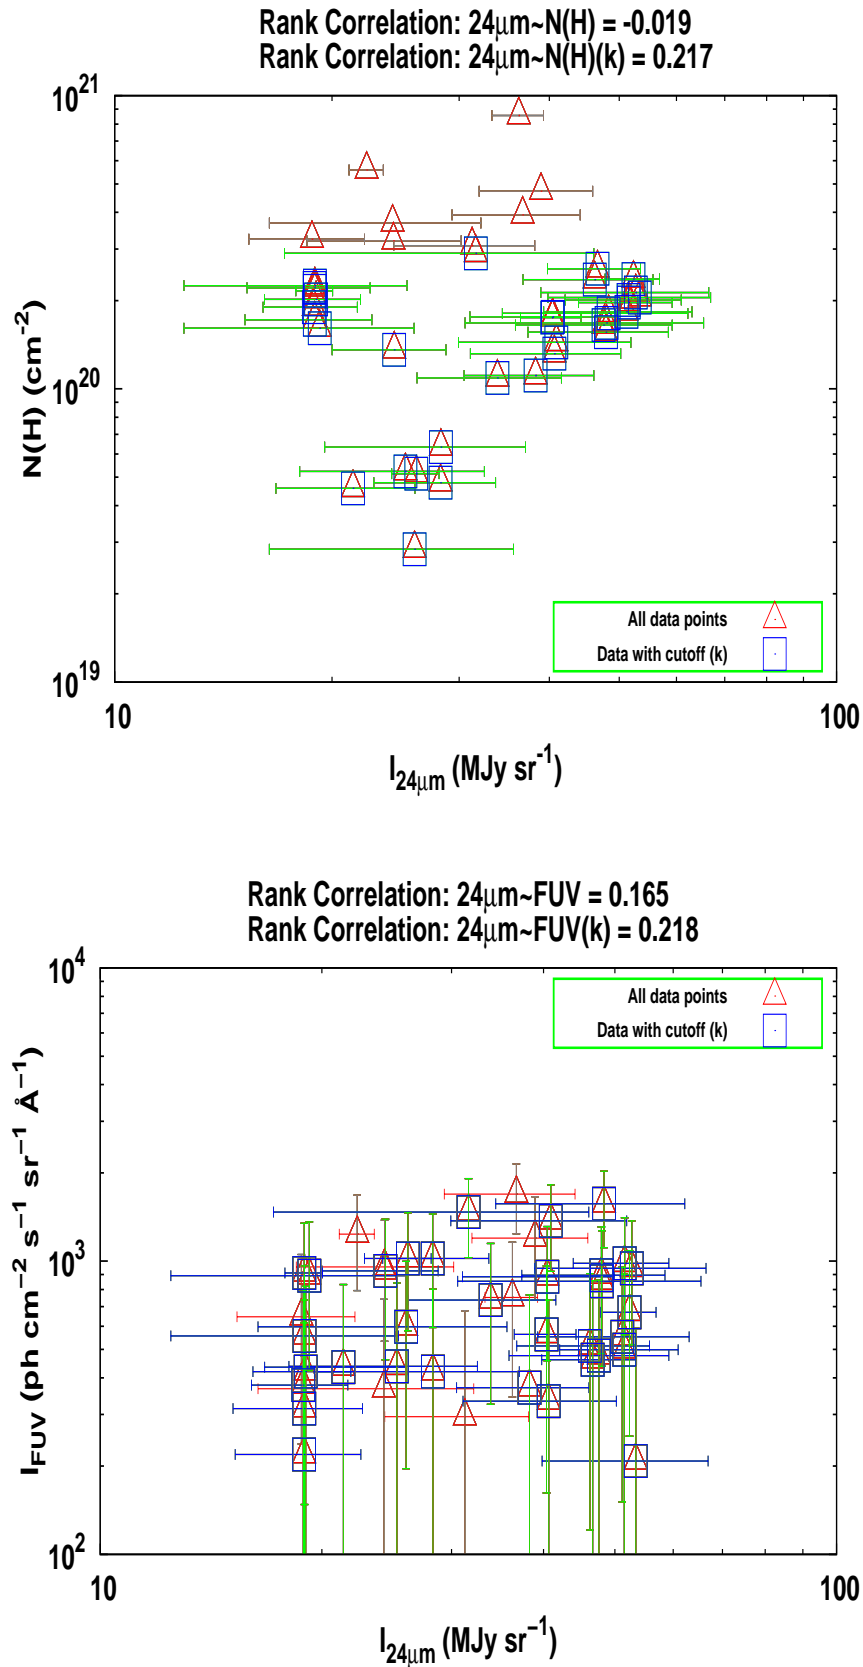 Rank Correlation: 24μm~N(H) = -0.019
Rank Correlation: 24μm~N(H)(k) = 0.217
10^21
10^20
10^19
N(H) (cm^-2)
All data points
Data with cutoff (k)
10 100
I_24μm (MJy sr^-1)
Rank Correlation: 24μm~FUV = 0.165
Rank Correlation: 24μm~FUV(k) = 0.218
10^4
10^3
10^2
I_FUV (ph cm^−2 s^−1 sr^−1 Å^−1)
All data points
Data with cutoff (k)
10 100
I_24μm (MJy sr^-1)